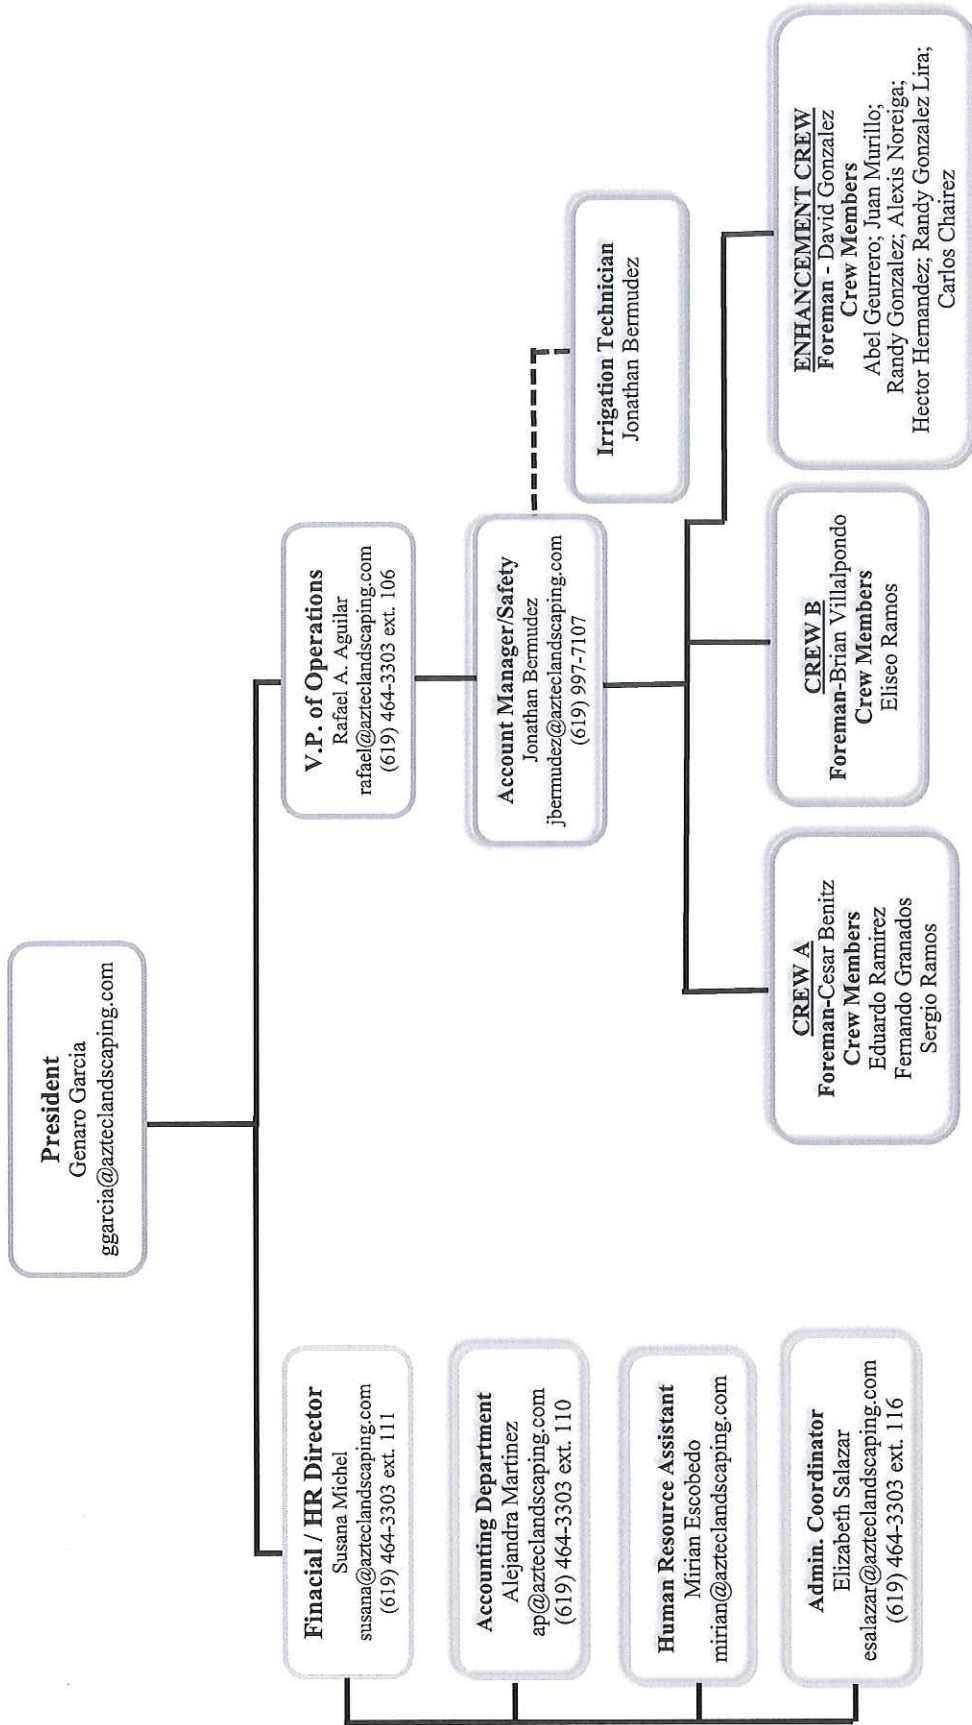 President
Genaro Garcia
ggarcia@azteclandscaping.com
Finacial / HR Director
Susana Michel
susana@azteclandscaping.com
(619) 464-3303 ext. 111
Accounting Department
Alejandra Martinez
ap@azteclandscaping.com
(619) 464-3303 ext. 110
Human Resource Assistant
Mirian Escobedo
mirian@azteclandscaping.com
Admin. Coordinator
Elizabeth Salazar
esalazar@azteclandscaping.com
(619) 464-3303 ext. 116
V.P. of Operations
Rafael A. Aguilar
rafael@azteclandscaping.com
(619) 464-3303 ext. 106
Account Manager/Safety
Jonathan Bermudez
jbermudez@azteclandscaping.com
(619) 997-7107
Irrigation Technician
Jonathan Bermudez
CREW A
Foreman-Cesar Benitz
Crew Members
Eduardo Ramirez
Fernando Granados
Sergio Ramos
CREW B
Foreman-Brian Villalpondo
Crew Members
Eliseo Ramos
ENHANCEMENT CREW
Foreman - David Gonzalez
Crew Members
Abel Geurrero; Juan Murillo;
Randy Gonzalez; Alexis Noreiga;
Hector Hernandez; Randy Gonzalez Lira;
Carlos Chairez